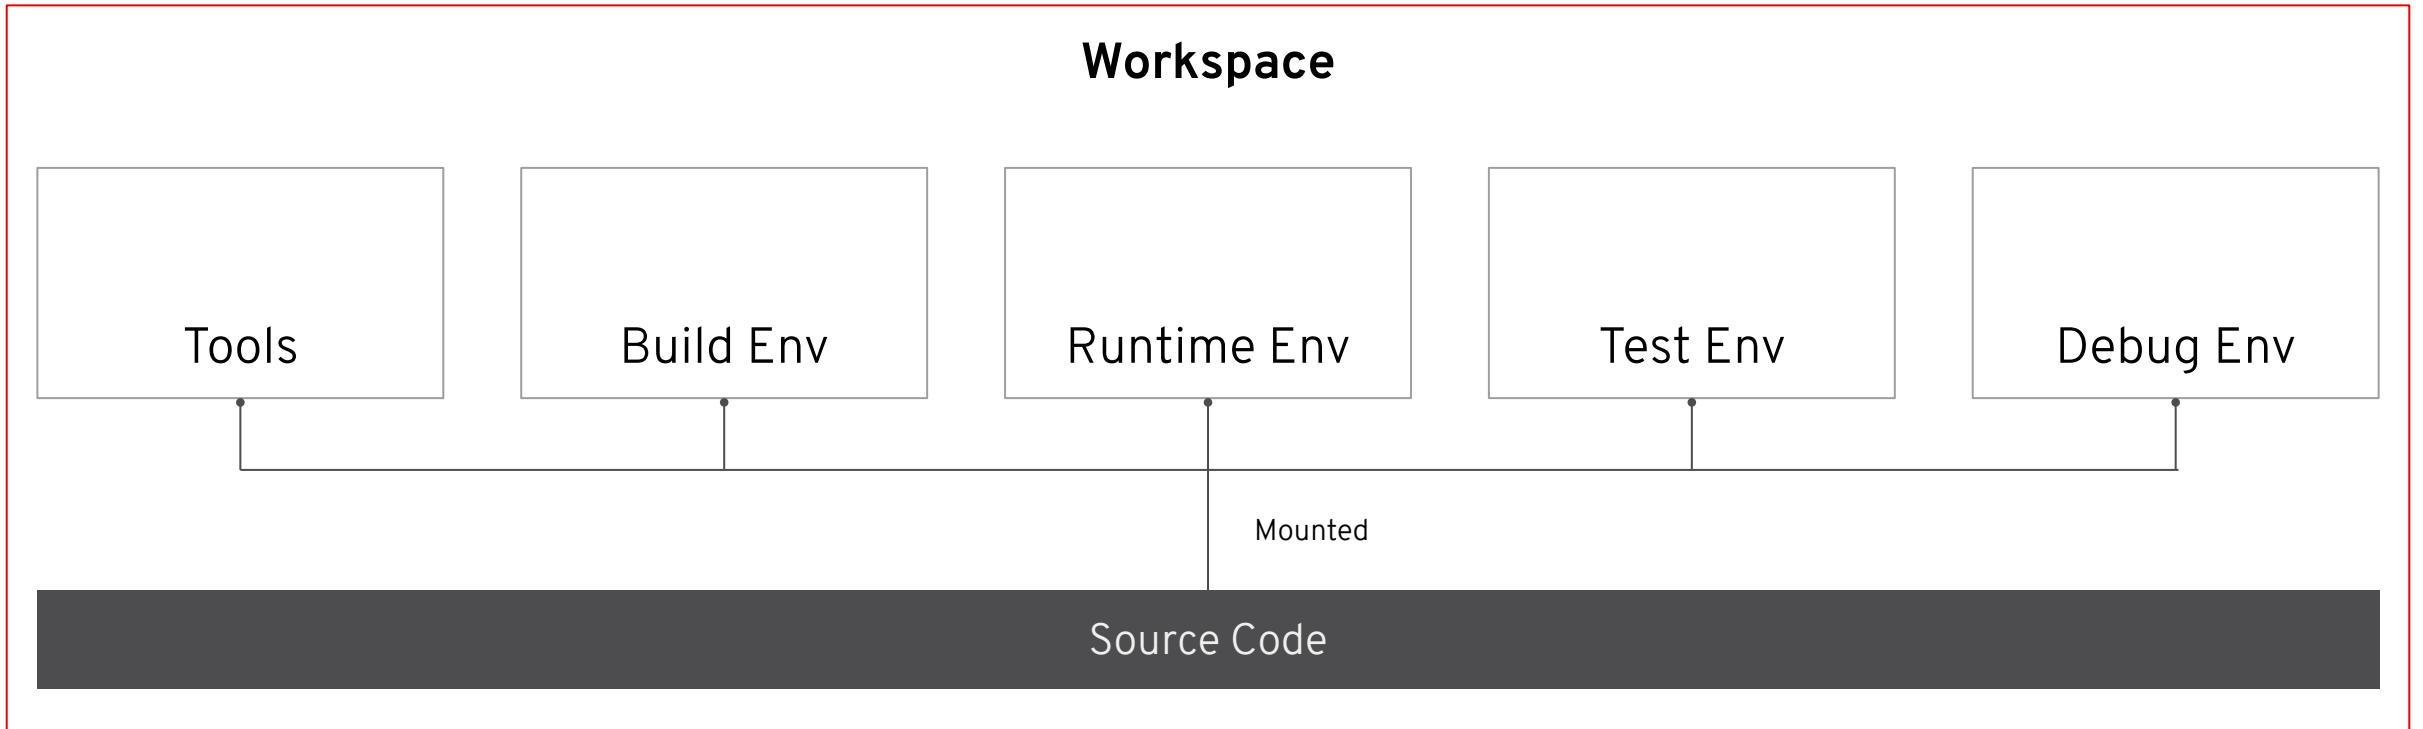 Workspace
Tools
Build Env
Runtime Env
Test Env
Debug Env
Mounted
Source Code